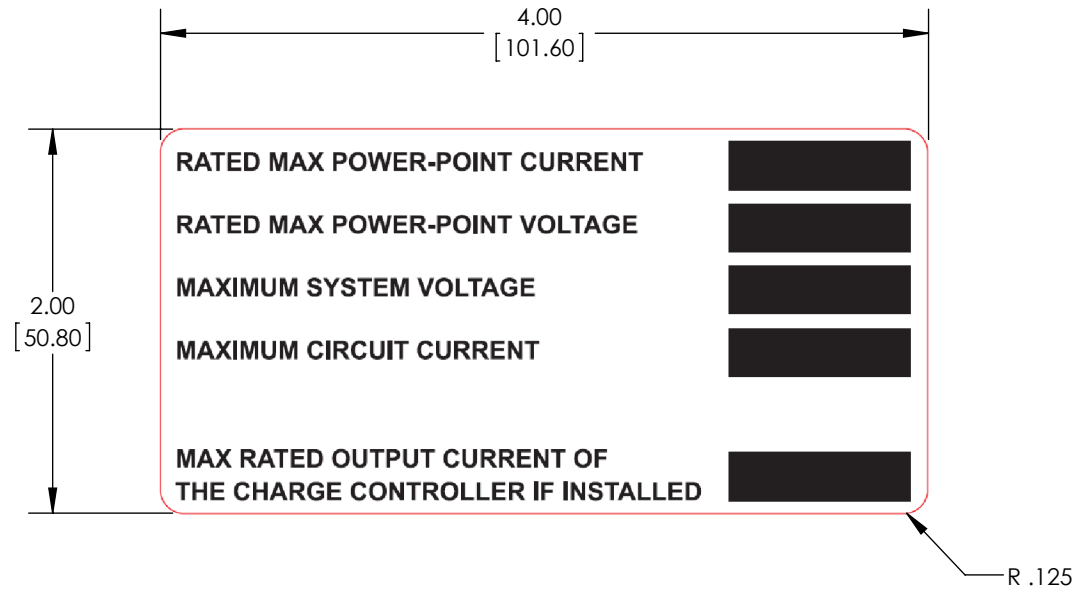 4.00
[101.60]
RATED MAX POWER-POINT CURRENT
RATED MAX POWER-POINT VOLTAGE
MAXIMUM SYSTEM VOLTAGE
2.00
[50.80]
MAXIMUM CIRCUIT CURRENT
MAX RATED OUTPUT CURRENT OF
THE CHARGE CONTROLLER IF INSTALLED
R .125